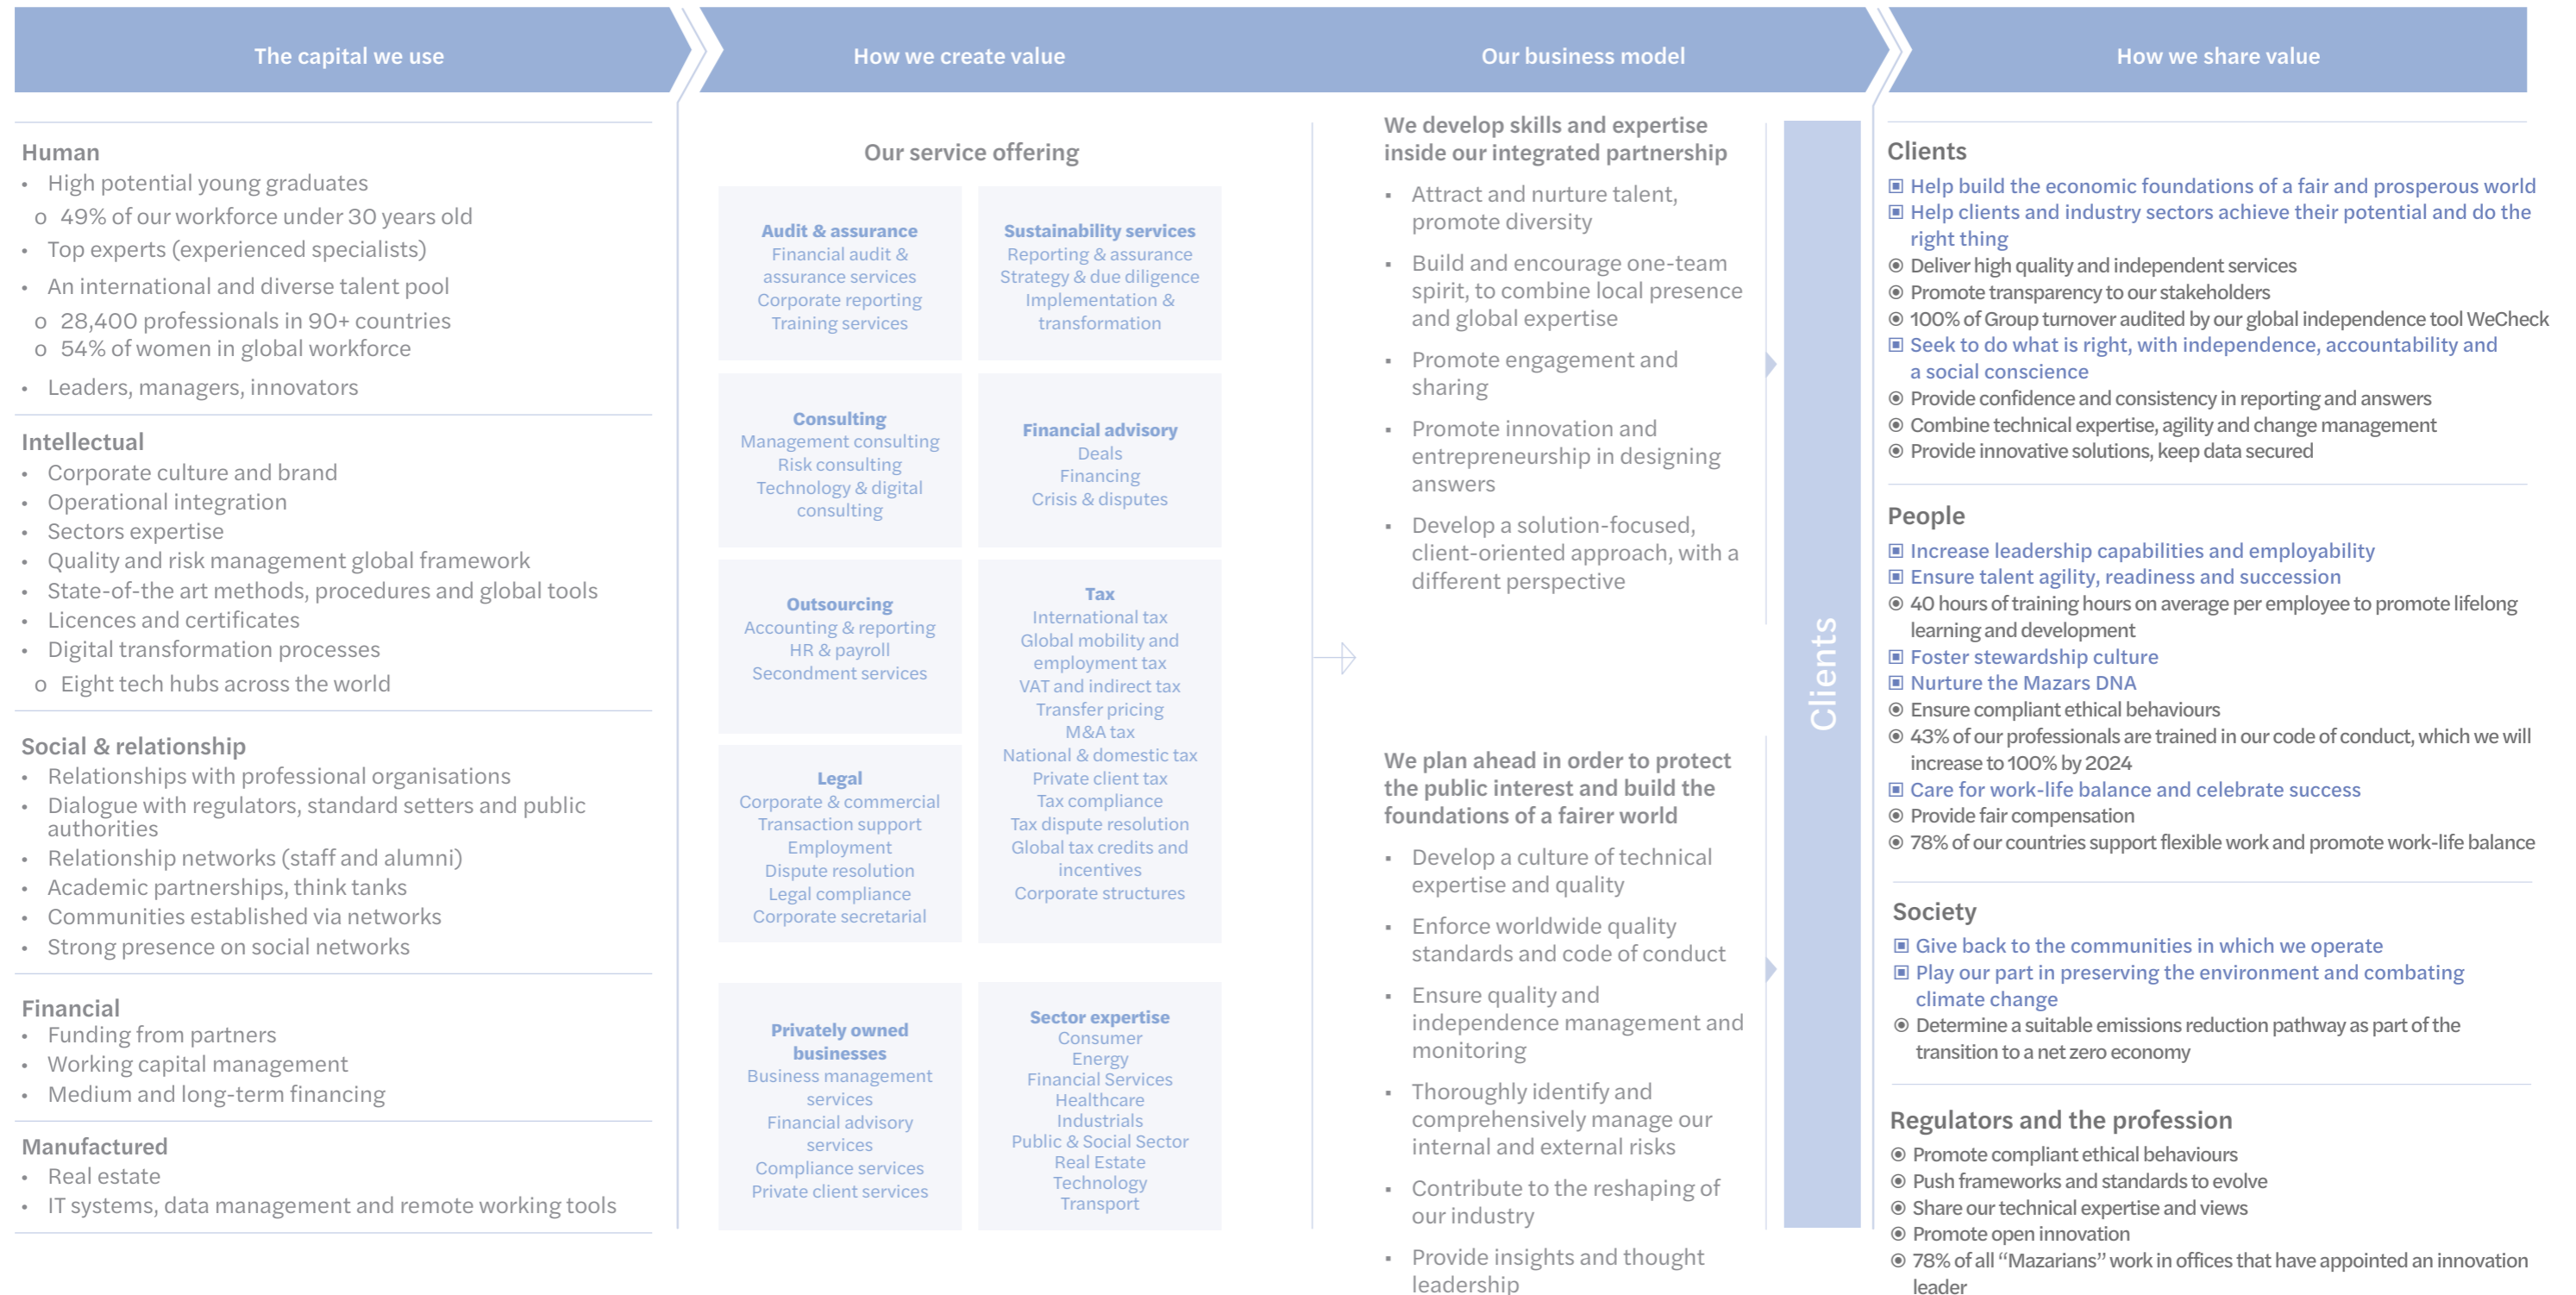 The capital we use
How we create value
Our business model
How we share value
Human
• High potential young graduates
o 49% of our workforce under 30 years old
• Top experts (experienced specialists)
• An international and diverse talent pool
o 28,400 professionals in 90+ countries
o 54% of women in global workforce
• Leaders, managers, innovators
Intellectual
• Corporate culture and brand
• Operational integration
• Sectors expertise
• Quality and risk management global framework
• State-of-the art methods, procedures and global tools
• Licences and certificates
• Digital transformation processes
o Eight tech hubs across the world
Social & relationship
• Relationships with professional organisations
• Dialogue with regulators, standard setters and public
authorities
• Relationship networks (staff and alumni)
• Academic partnerships, think tanks
• Communities established via networks
• Strong presence on social networks
Financial
• Funding from partners
• Working capital management
• Medium and long-term financing
Manufactured
• Real estate
• IT systems, data management and remote working tools
Our service offering
Audit & assurance
Financial audit &
assurance services
Corporate reporting
Training services
Sustainability services
Reporting & assurance
Strategy & due diligence
Implementation &
transformation
Consulting
Management consulting
Risk consulting
Technology & digital
consulting
Financial advisory
Deals
Financing
Crisis & disputes
Outsourcing
Accounting & reporting
HR & payroll
Secondment services
Tax
International tax
Global mobility and
employment tax
VAT and indirect tax
Transfer pricing
M&A tax
National & domestic tax
Private client tax
Tax compliance
Tax dispute resolution
Global tax credits and
incentives
Corporate structures
Legal
Corporate & commercial
Transaction support
Employment
Dispute resolution
Legal compliance
Corporate secretarial
Privately owned
businesses
Business management
services
Financial advisory
services
Compliance services
Private client services
Sector expertise
Consumer
Energy
Financial Services
Healthcare
Industrials
Public & Social Sector
Real Estate
Technology
Transport
We develop skills and expertise
inside our integrated partnership
▪ Attract and nurture talent,
promote diversity
▪ Build and encourage one-team
spirit, to combine local presence
and global expertise
▪ Promote engagement and
sharing
▪ Promote innovation and
entrepreneurship in designing
answers
▪ Develop a solution-focused,
client-oriented approach, with a
different perspective
We plan ahead in order to protect
the public interest and build the
foundations of a fairer world
▪ Develop a culture of technical
expertise and quality
▪ Enforce worldwide quality
standards and code of conduct
▪ Ensure quality and
independence management and
monitoring
▪ Thoroughly identify and
comprehensively manage our
internal and external risks
▪ Contribute to the reshaping of
our industry
▪ Provide insights and thought
leadership
Clients
Clients
▣ Help build the economic foundations of a fair and prosperous world
▣ Help clients and industry sectors achieve their potential and do the
right thing
◉ Deliver high quality and independent services
◉ Promote transparency to our stakeholders
◉ 100% of Group turnover audited by our global independence tool WeCheck
▣ Seek to do what is right, with independence, accountability and
a social conscience
◉ Provide confidence and consistency in reporting and answers
◉ Combine technical expertise, agility and change management
◉ Provide innovative solutions, keep data secured
People
▣ Increase leadership capabilities and employability
▣ Ensure talent agility, readiness and succession
◉ 40 hours of training hours on average per employee to promote lifelong
learning and development
▣ Foster stewardship culture
▣ Nurture the Mazars DNA
◉ Ensure compliant ethical behaviours
◉ 43% of our professionals are trained in our code of conduct, which we will
increase to 100% by 2024
▣ Care for work-life balance and celebrate success
◉ Provide fair compensation
◉ 78% of our countries support flexible work and promote work-life balance
Society
▣ Give back to the communities in which we operate
▣ Play our part in preserving the environment and combating
climate change
◉ Determine a suitable emissions reduction pathway as part of the
transition to a net zero economy
Regulators and the profession
◉ Promote compliant ethical behaviours
◉ Push frameworks and standards to evolve
◉ Share our technical expertise and views
◉ Promote open innovation
◉ 78% of all “Mazarians” work in offices that have appointed an innovation
leader